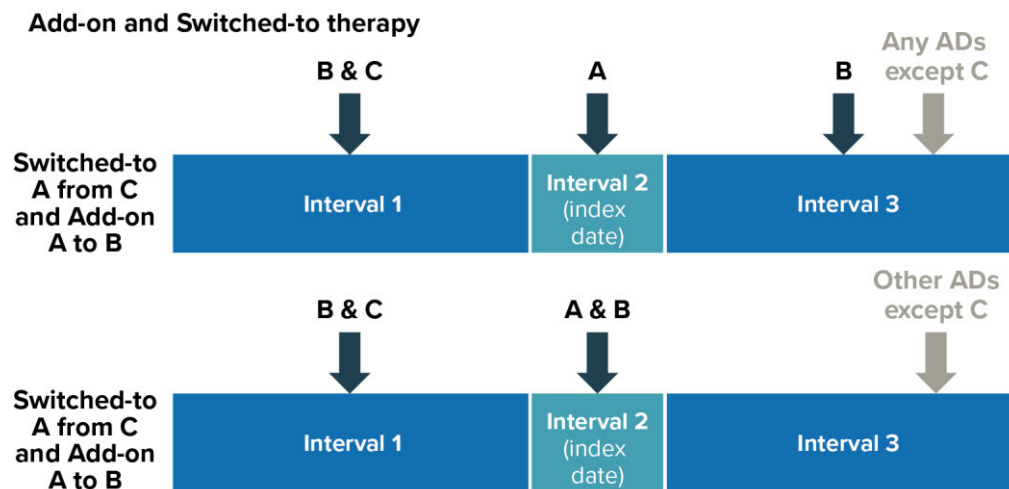 Add-on and Switched-to therapy
B & C
A
B
Any ADs
except C
Switched-to
A from C
and Add-on
A to B
Interval 1
Interval 2
(index
date)
Interval 3
B & C
A & B
Other ADs
except C
Switched-to
A from C
and Add-on
A to B
Interval 1
Interval 2
(index
date)
Interval 3